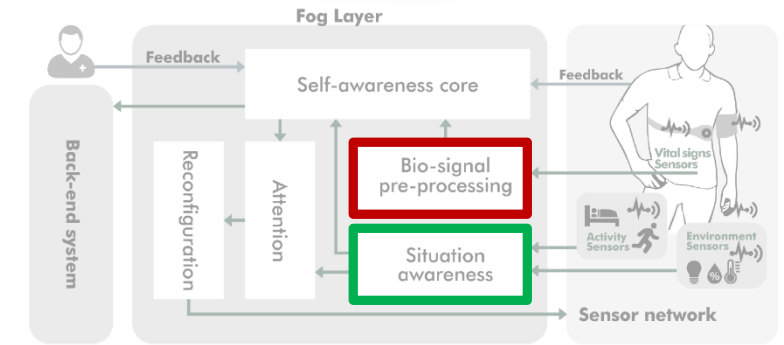 Fog Layer
Feedback
Self-awareness core
Feedback
Back-end system
Reconfiguration
Attention
Bio-signal
pre-processing
Vital signs
Sensors
Situation
awareness
Activity
Sensors
Environment
Sensors
%
Sensor network